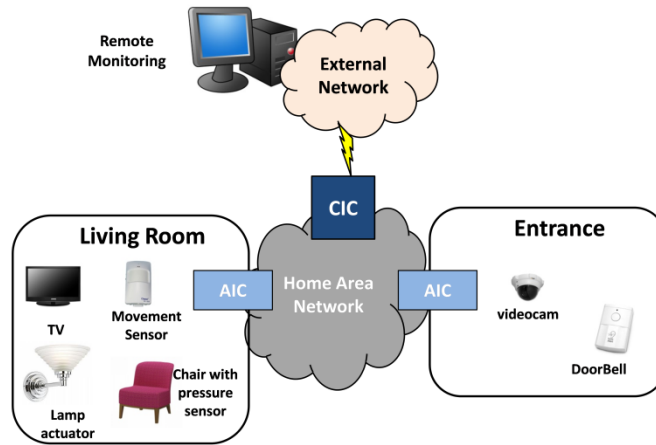 Remote
Monitoring
External
Network
CIC
Living Room
Entrance
AIC
Home Area
Network
AIC
TV
Movement
Sensor
videocam
DoorBell
Lamp
actuator
Chair with
pressure
sensor